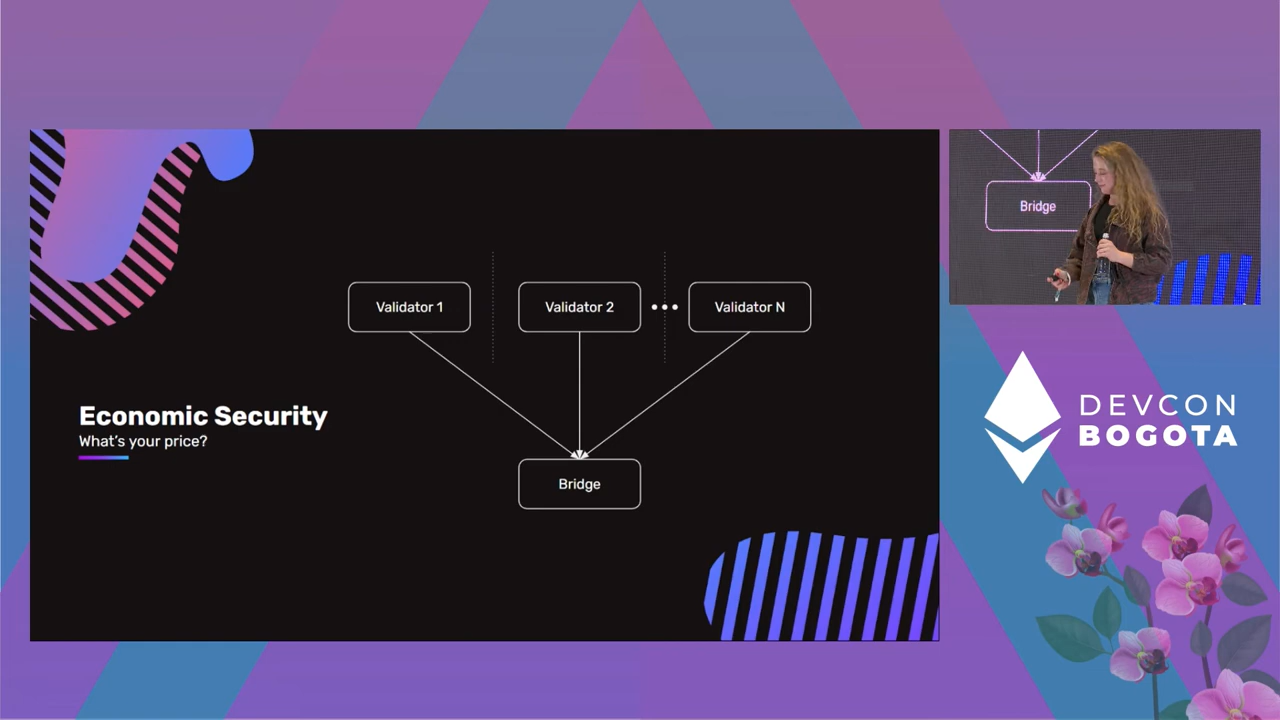 Validator 1
Validator 2
Validator N
Economic Security
What's your price?
Bridge
Bridge
DEVCON
BOGOTA